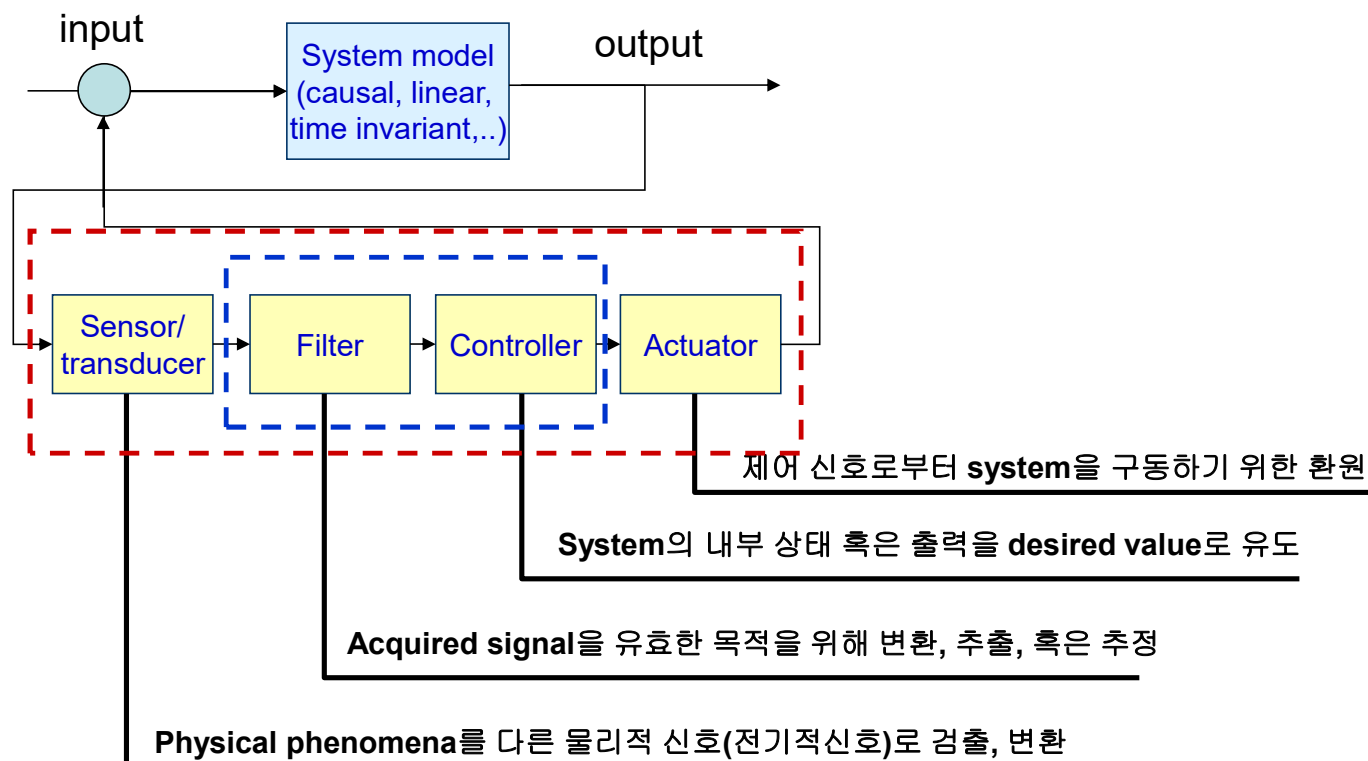 input
output
System model
(causal, linear,
time invariant,..)
Sensor/
transducer
Filter
Controller
Actuator
제어 신호로부터 system을 구동하기 위한 환원
System의 내부 상태 혹은 출력을 desired value로 유도
Acquired signal을 유효한 목적을 위해 변환, 추출, 혹은 추정
Physical phenomena를 다른 물리적 신호(전기적신호)로 검출, 변환